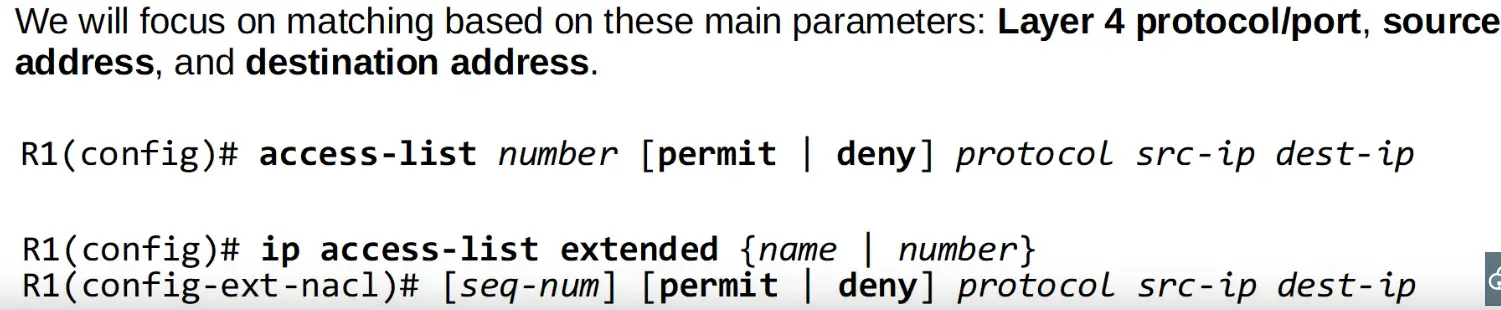 We will focus on matching based on these main parameters: Layer 4 protocol/port, source
address, and destination address.
R1(config)# access-list number [permit | deny] protocol src-ip dest-ip
R1(config)# ip access-list extended {name | number}
R1(config-ext-nacl)# [seq-num] [permit | deny] protocol src-ip dest-ip